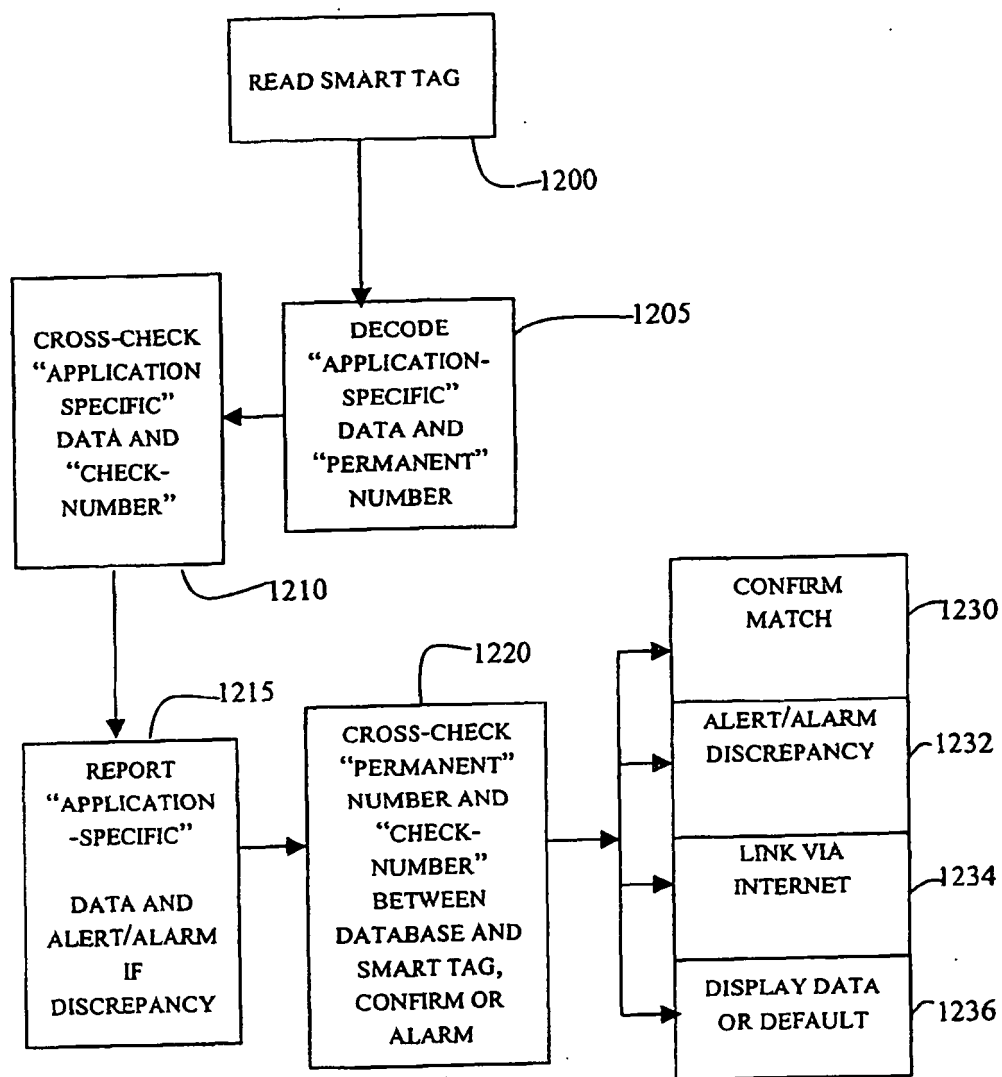 READ SMART TAG
1200
DECODE
“APPLICATION-
SPECIFIC”
DATA AND
“PERMANENT”
NUMBER
1205
CROSS-CHECK
“APPLICATION
SPECIFIC”
DATA AND
“CHECK-
NUMBER”
1210
REPORT
“APPLICATION
-SPECIFIC”
DATA AND
ALERT/ALARM
IF
DISCREPANCY
1215
CROSS-CHECK
“PERMANENT”
NUMBER AND
“CHECK-
NUMBER”
BETWEEN
DATABASE AND
SMART TAG,
CONFIRM OR
ALARM
1220
CONFIRM
MATCH
1230
ALERT/ALARM
DISCREPANCY
1232
LINK VIA
INTERNET
1234
DISPLAY DATA
OR DEFAULT
1236